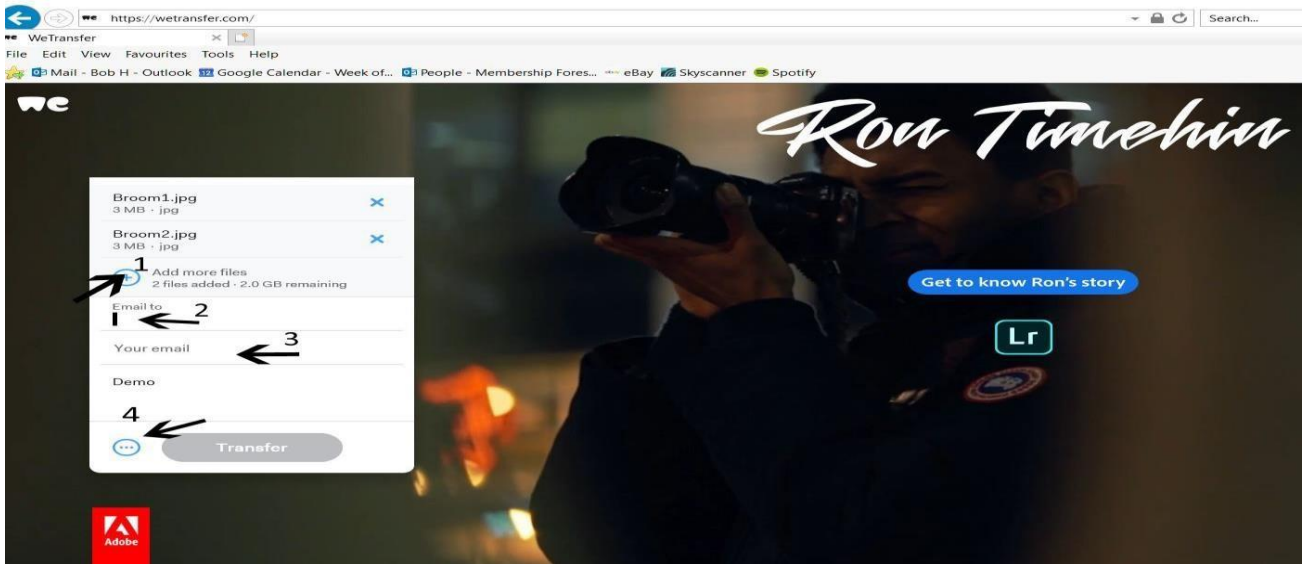 https://wetransfer.com/
Search...
WeTransfer
File Edit View Favourites Tools Help
Mail - Bob H - Outlook 12 Google Calendar - Week of... People - Membership Fores... eBay Skyscanner Spotify
we
Ron Timehin
Broom1.jpg
3 MB · jpg
Broom2.jpg
3 MB · jpg
1
Add more files
2 files added · 2.0 GB remaining
Email to
2
Your email
3
Demo
4
Transfer
Get to know Ron's story
Lr
Adobe